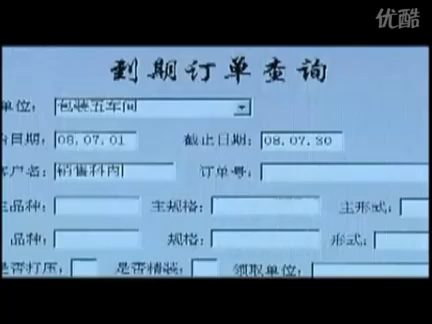 优酷
到期订单查询
单位： 包装五车间
台日期： 08.07.01 截止日期： 08.07.30
客户名： 销售科内 订单号：
主品种： 主规格： 主形式：
品种： 规格： 形式：
是否打压： 是否精装： 领取单位：